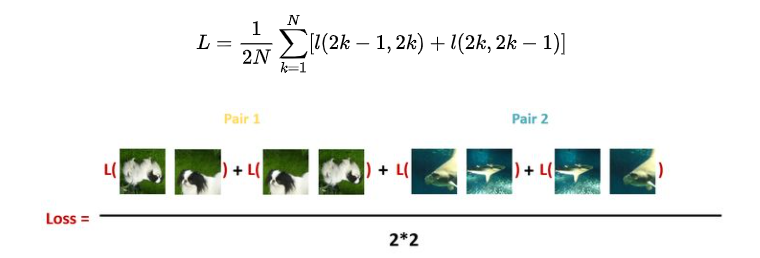 L = \frac{1}{2N} \sum_{k=1}^{N} [l(2k − 1, 2k) + l(2k, 2k − 1)]
Pair 1 Pair 2
L( ) + L( ) + L( ) + L( )
Loss =
2*2